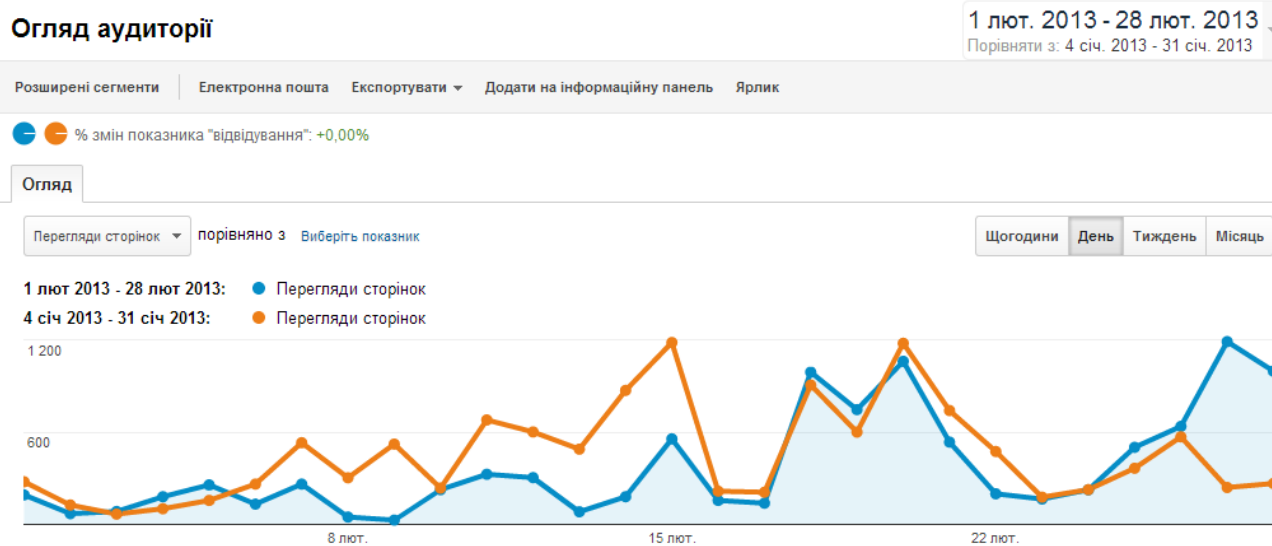 Огляд аудиторії
1 лют. 2013 - 28 лют. 2013
Порівняти з: 4 січ. 2013 - 31 січ. 2013
Розширені сегменти Електронна пошта Експортувати Додати на інформаційну панель Ярлик
% змін показника "відвідування": +0,00%
Огляд
Перегляди сторінок порівняно з Виберіть показник Щогодини День Тиждень Місяць
1 лют 2013 - 28 лют 2013: Перегляди сторінок
4 січ 2013 - 31 січ 2013: Перегляди сторінок
1 200
600
8 лют. 15 лют. 22 лют.